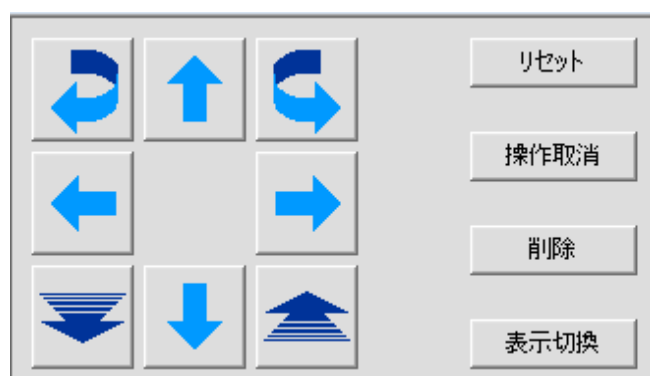 リセット
操作取消
削除
表示切換